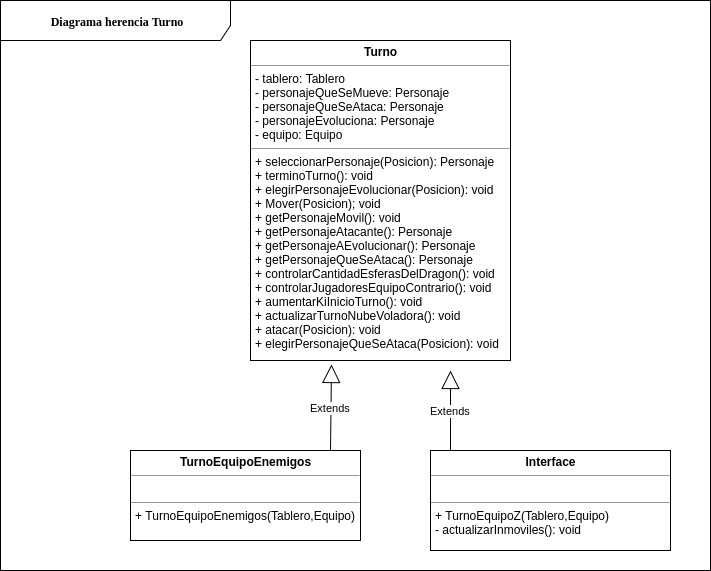 Diagrama herencia Turno
Turno
- tablero: Tablero
- personajeQueSeMueve: Personaje
- personajeQueSeAtaca: Personaje
- personajeEvoluciona: Personaje
- equipo: Equipo
+ seleccionarPersonaje(Posicion): Personaje
+ terminoTurno(): void
+ elegirPersonajeEvolucionar(Posicion): void
+ Mover(Posicion); void
+ getPersonajeMovil(): void
+ getPersonajeAtacante(): Personaje
+ getPersonajeAEvolucionar(): Personaje
+ getPersonajeQueSeAtaca(): Personaje
+ controlarCantidadEsferasDelDragon(): void
+ controlarJugadoresEquipoContrario(): void
+ aumentarKiInicioTurno(): void
+ actualizarTurnoNubeVoladora(): void
+ atacar(Posicion): void
+ elegirPersonajeQueSeAtaca(Posicion): void
Extends
Extends
TurnoEquipoEnemigos
+ TurnoEquipoEnemigos(Tablero,Equipo)
Interface
+ TurnoEquipoZ(Tablero,Equipo)
- actualizarInmoviles(): void